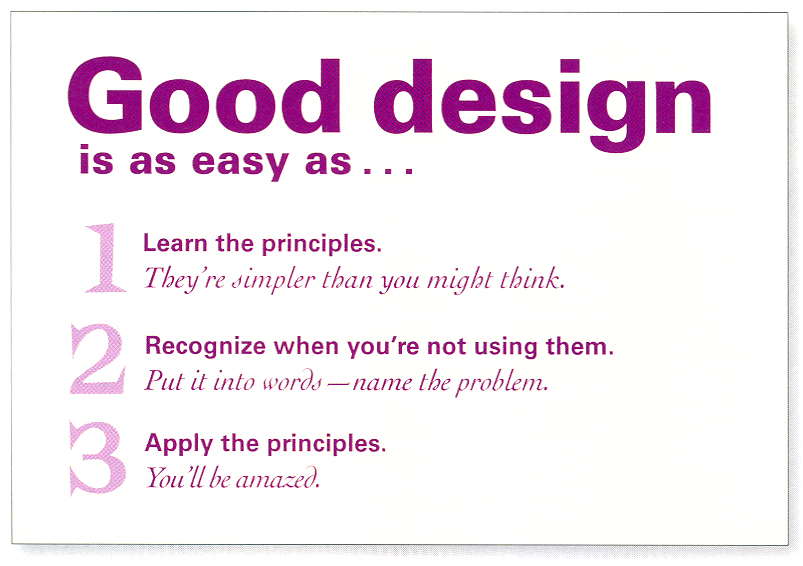 Good design
is as easy as . . .
1 Learn the principles.
They’re simpler than you might think.
2 Recognize when you’re not using them.
Put it into words—name the problem.
3 Apply the principles.
You’ll be amazed.